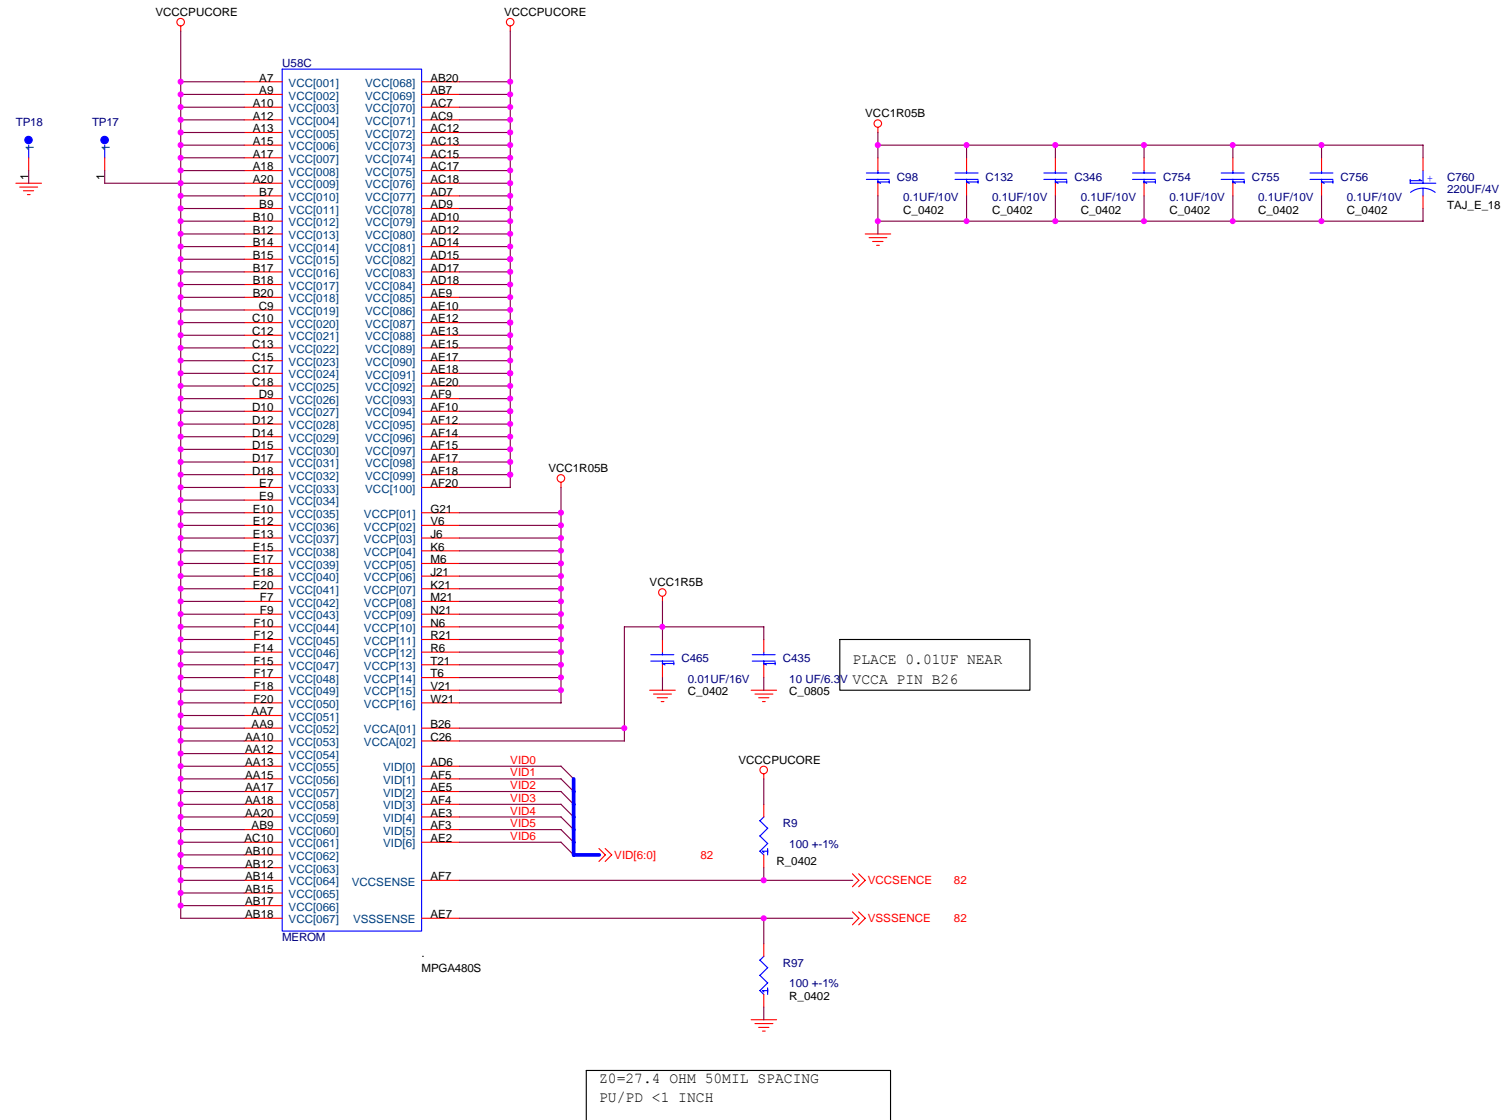 VCCCPUCORE VCCCPUCORE
U58C
A7 VCC[001] VCC[068] AB20
A9 VCC[002] VCC[069] AB7
A10 VCC[003] VCC[070] AC7
A12 VCC[004] VCC[071] AC9
A13 VCC[005] VCC[072] AC12
A15 VCC[006] VCC[073] AC13
A17 VCC[007] VCC[074] AC15
A18 VCC[008] VCC[075] AC17
A20 VCC[009] VCC[076] AC18
B7 VCC[010] VCC[077] AD7
B9 VCC[011] VCC[078] AD9
B10 VCC[012] VCC[079] AD10
B12 VCC[013] VCC[080] AD12
B14 VCC[014] VCC[081] AD14
B15 VCC[015] VCC[082] AD15
B17 VCC[016] VCC[083] AD17
B18 VCC[017] VCC[084] AD18
B20 VCC[018] VCC[085] AE9
C9 VCC[019] VCC[086] AE10
C10 VCC[020] VCC[087] AE12
C12 VCC[021] VCC[088] AE13
C13 VCC[022] VCC[089] AE15
C15 VCC[023] VCC[090] AE17
C17 VCC[024] VCC[091] AE18
C18 VCC[025] VCC[092] AE20
D9 VCC[026] VCC[093] AF9
D10 VCC[027] VCC[094] AF10
D12 VCC[028] VCC[095] AF12
D14 VCC[029] VCC[096] AF14
D15 VCC[030] VCC[097] AF15
D17 VCC[031] VCC[098] AF17
D18 VCC[032] VCC[099] AF18
E7 VCC[033] VCC[100] AF20
E9 VCC[034]
E10 VCC[035] VCCP[01] G21
E12 VCC[036] VCCP[02] V6
E13 VCC[037] VCCP[03] J6
E15 VCC[038] VCCP[04] K6
E17 VCC[039] VCCP[05] M6
E18 VCC[040] VCCP[06] J21
E20 VCC[041] VCCP[07] K21
F7 VCC[042] VCCP[08] M21
F9 VCC[043] VCCP[09] N21
F10 VCC[044] VCCP[10] N6
F12 VCC[045] VCCP[11] R21
F14 VCC[046] VCCP[12] R6
F15 VCC[047] VCCP[13] T21
F17 VCC[048] VCCP[14] T6
F18 VCC[049] VCCP[15] V21
F20 VCC[050] VCCP[16] W21
AA7 VCC[051]
AA9 VCC[052] VCCA[01] B26
AA10 VCC[053] VCCA[02] C26
AA12 VCC[054]
AA13 VCC[055] VID[0] AD6 VID0
AA15 VCC[056] VID[1] AF5 VID1
AA17 VCC[057] VID[2] AE5 VID2
AA18 VCC[058] VID[3] AF4 VID3
AA20 VCC[059] VID[4] AE3 VID4
AB9 VCC[060] VID[5] AF3 VID5
AC10 VCC[061] VID[6] AE2 VID6
AB10 VCC[062]
AB12 VCC[063]
AB14 VCC[064] VCCSENSE AF7
AB15 VCC[065]
AB17 VCC[066]
AB18 VCC[067] VSSSENSE AE7
MEROM
.
MPGA480S
TP18 TP17
1 1
1 1
VCC1R05B
VCC1R5B
C465
0.01UF/16V
C_0402
C435
10 UF/6.3V
C_0805
PLACE 0.01UF NEAR
VCCA PIN B26
VID[6:0] 82
VCCCPUCORE
R9
100 +-1%
R_0402
VCCSENCE 82
VSSSENCE 82
R97
100 +-1%
R_0402
VCC1R05B
C98
0.1UF/10V
C_0402
C132
0.1UF/10V
C_0402
C346
0.1UF/10V
C_0402
C754
0.1UF/10V
C_0402
C755
0.1UF/10V
C_0402
C756
0.1UF/10V
C_0402
C760
220UF/4V
TAJ_E_18
Z0=27.4 OHM 50MIL SPACING
PU/PD <1 INCH